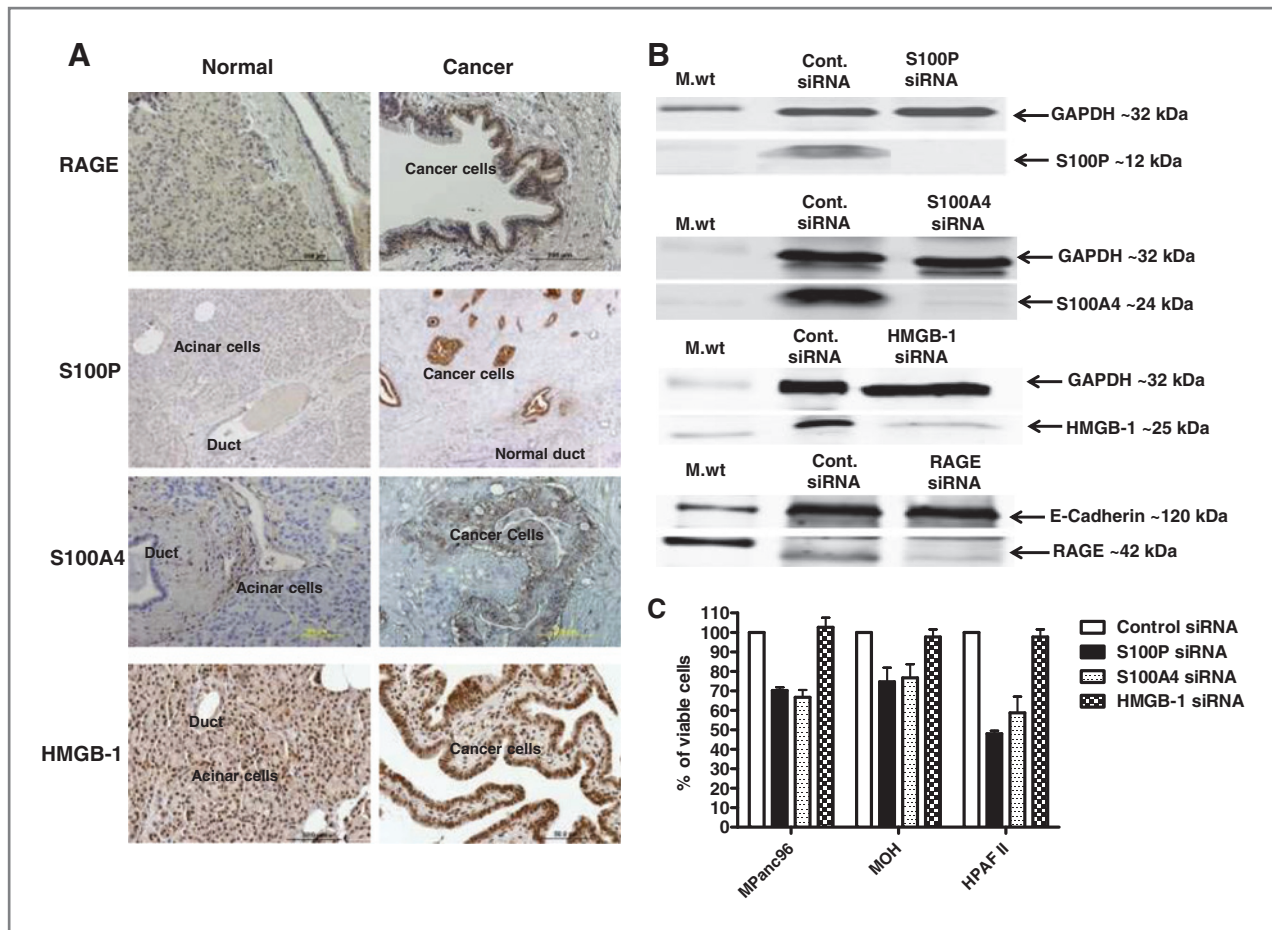 A
Normal
Cancer
RAGE
Cancer cells
S100P
Acinar cells
Duct
Cancer cells
Normal duct
S100A4
Duct
Acinar cells
Cancer Cells
HMGB-1
Duct
Acinar cells
Cancer cells
B
M.wt
Cont.
siRNA
S100P
siRNA
GAPDH ~32 kDa
S100P ~12 kDa
M.wt
Cont.
siRNA
S100A4
siRNA
GAPDH ~32 kDa
S100A4 ~24 kDa
M.wt
Cont.
siRNA
HMGB-1
siRNA
GAPDH ~32 kDa
HMGB-1 ~25 kDa
M.wt
Cont.
siRNA
RAGE
siRNA
E-Cadherin ~120 kDa
RAGE ~42 kDa
C
% of viable cells
110
100
90
80
70
60
50
40
30
20
10
0
MPanc96
MOH
HPAF II
Control siRNA
S100P siRNA
S100A4 siRNA
HMGB-1 siRNA